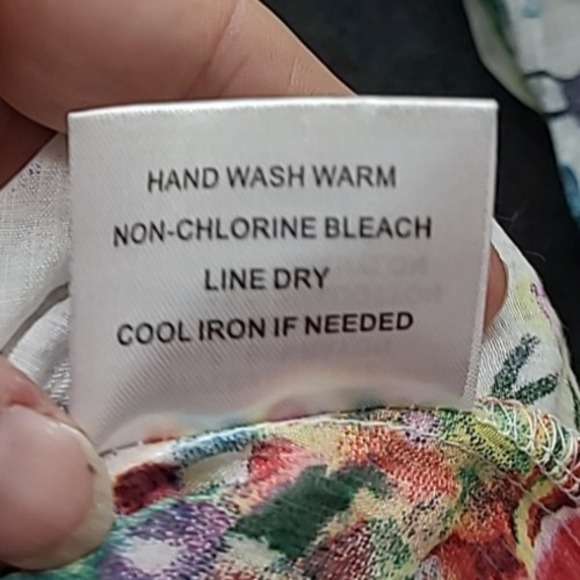 HAND WASH WARM
NON-CHLORINE BLEACH
LINE DRY
COOL IRON IF NEEDED